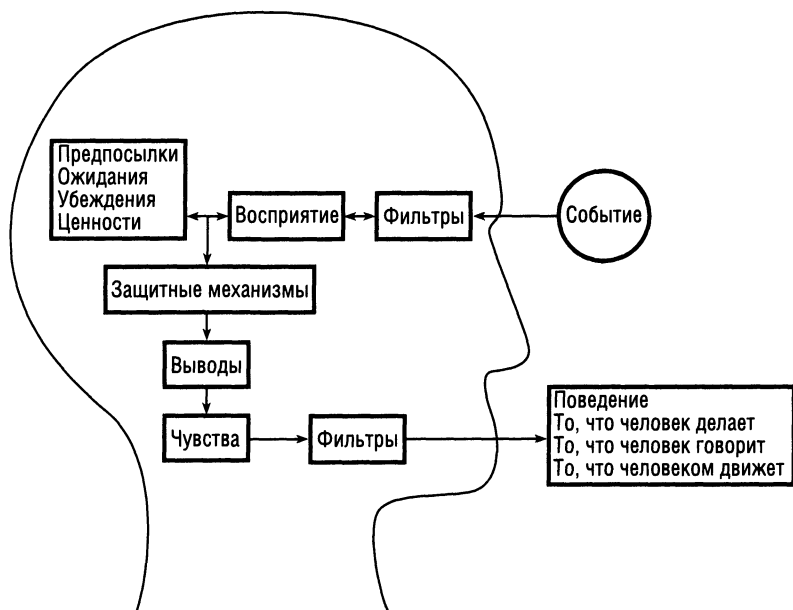 Предпосылки
Ожидания
Убеждения
Ценности
Восприятие
Фильтры
Событие
Защитные механизмы
Выводы
Чувства
Фильтры
Поведение
То, что человек делает
То, что человек говорит
То, что человеком движет